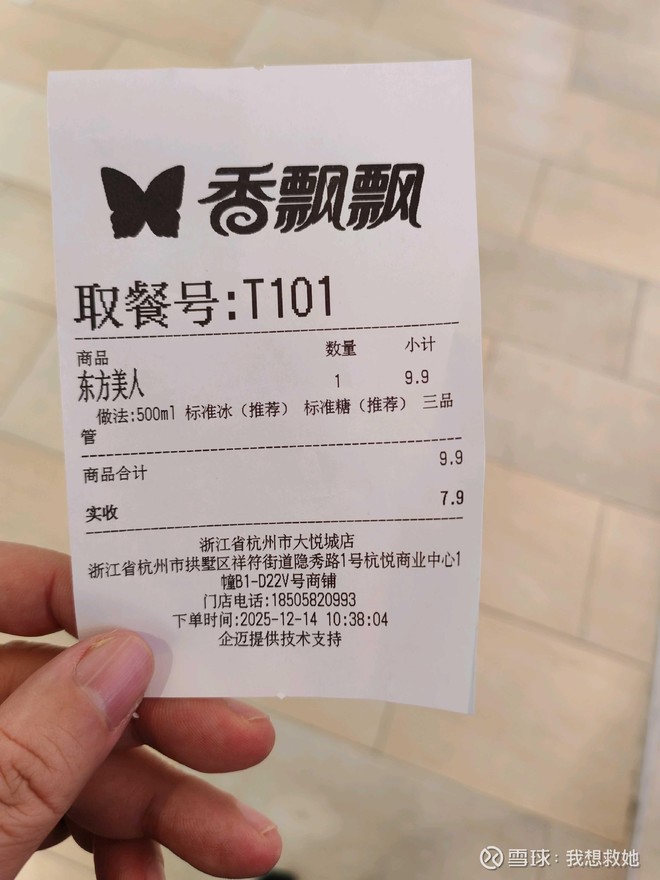 香飘飘
取餐号:T101
商品 数量 小计
东方美人 1 9.9
做法:500ml 标准冰（推荐） 标准糖（推荐） 三品
管
商品合计 9.9
实收 7.9
浙江省杭州市大悦城店
浙江省杭州市拱墅区祥符街道隐秀路1号杭悦商业中心1
幢B1-D22V号商铺
门店电话:18505820993
下单时间:2025-12-14 10:38:04
企迈提供技术支持
雪球：我想救她